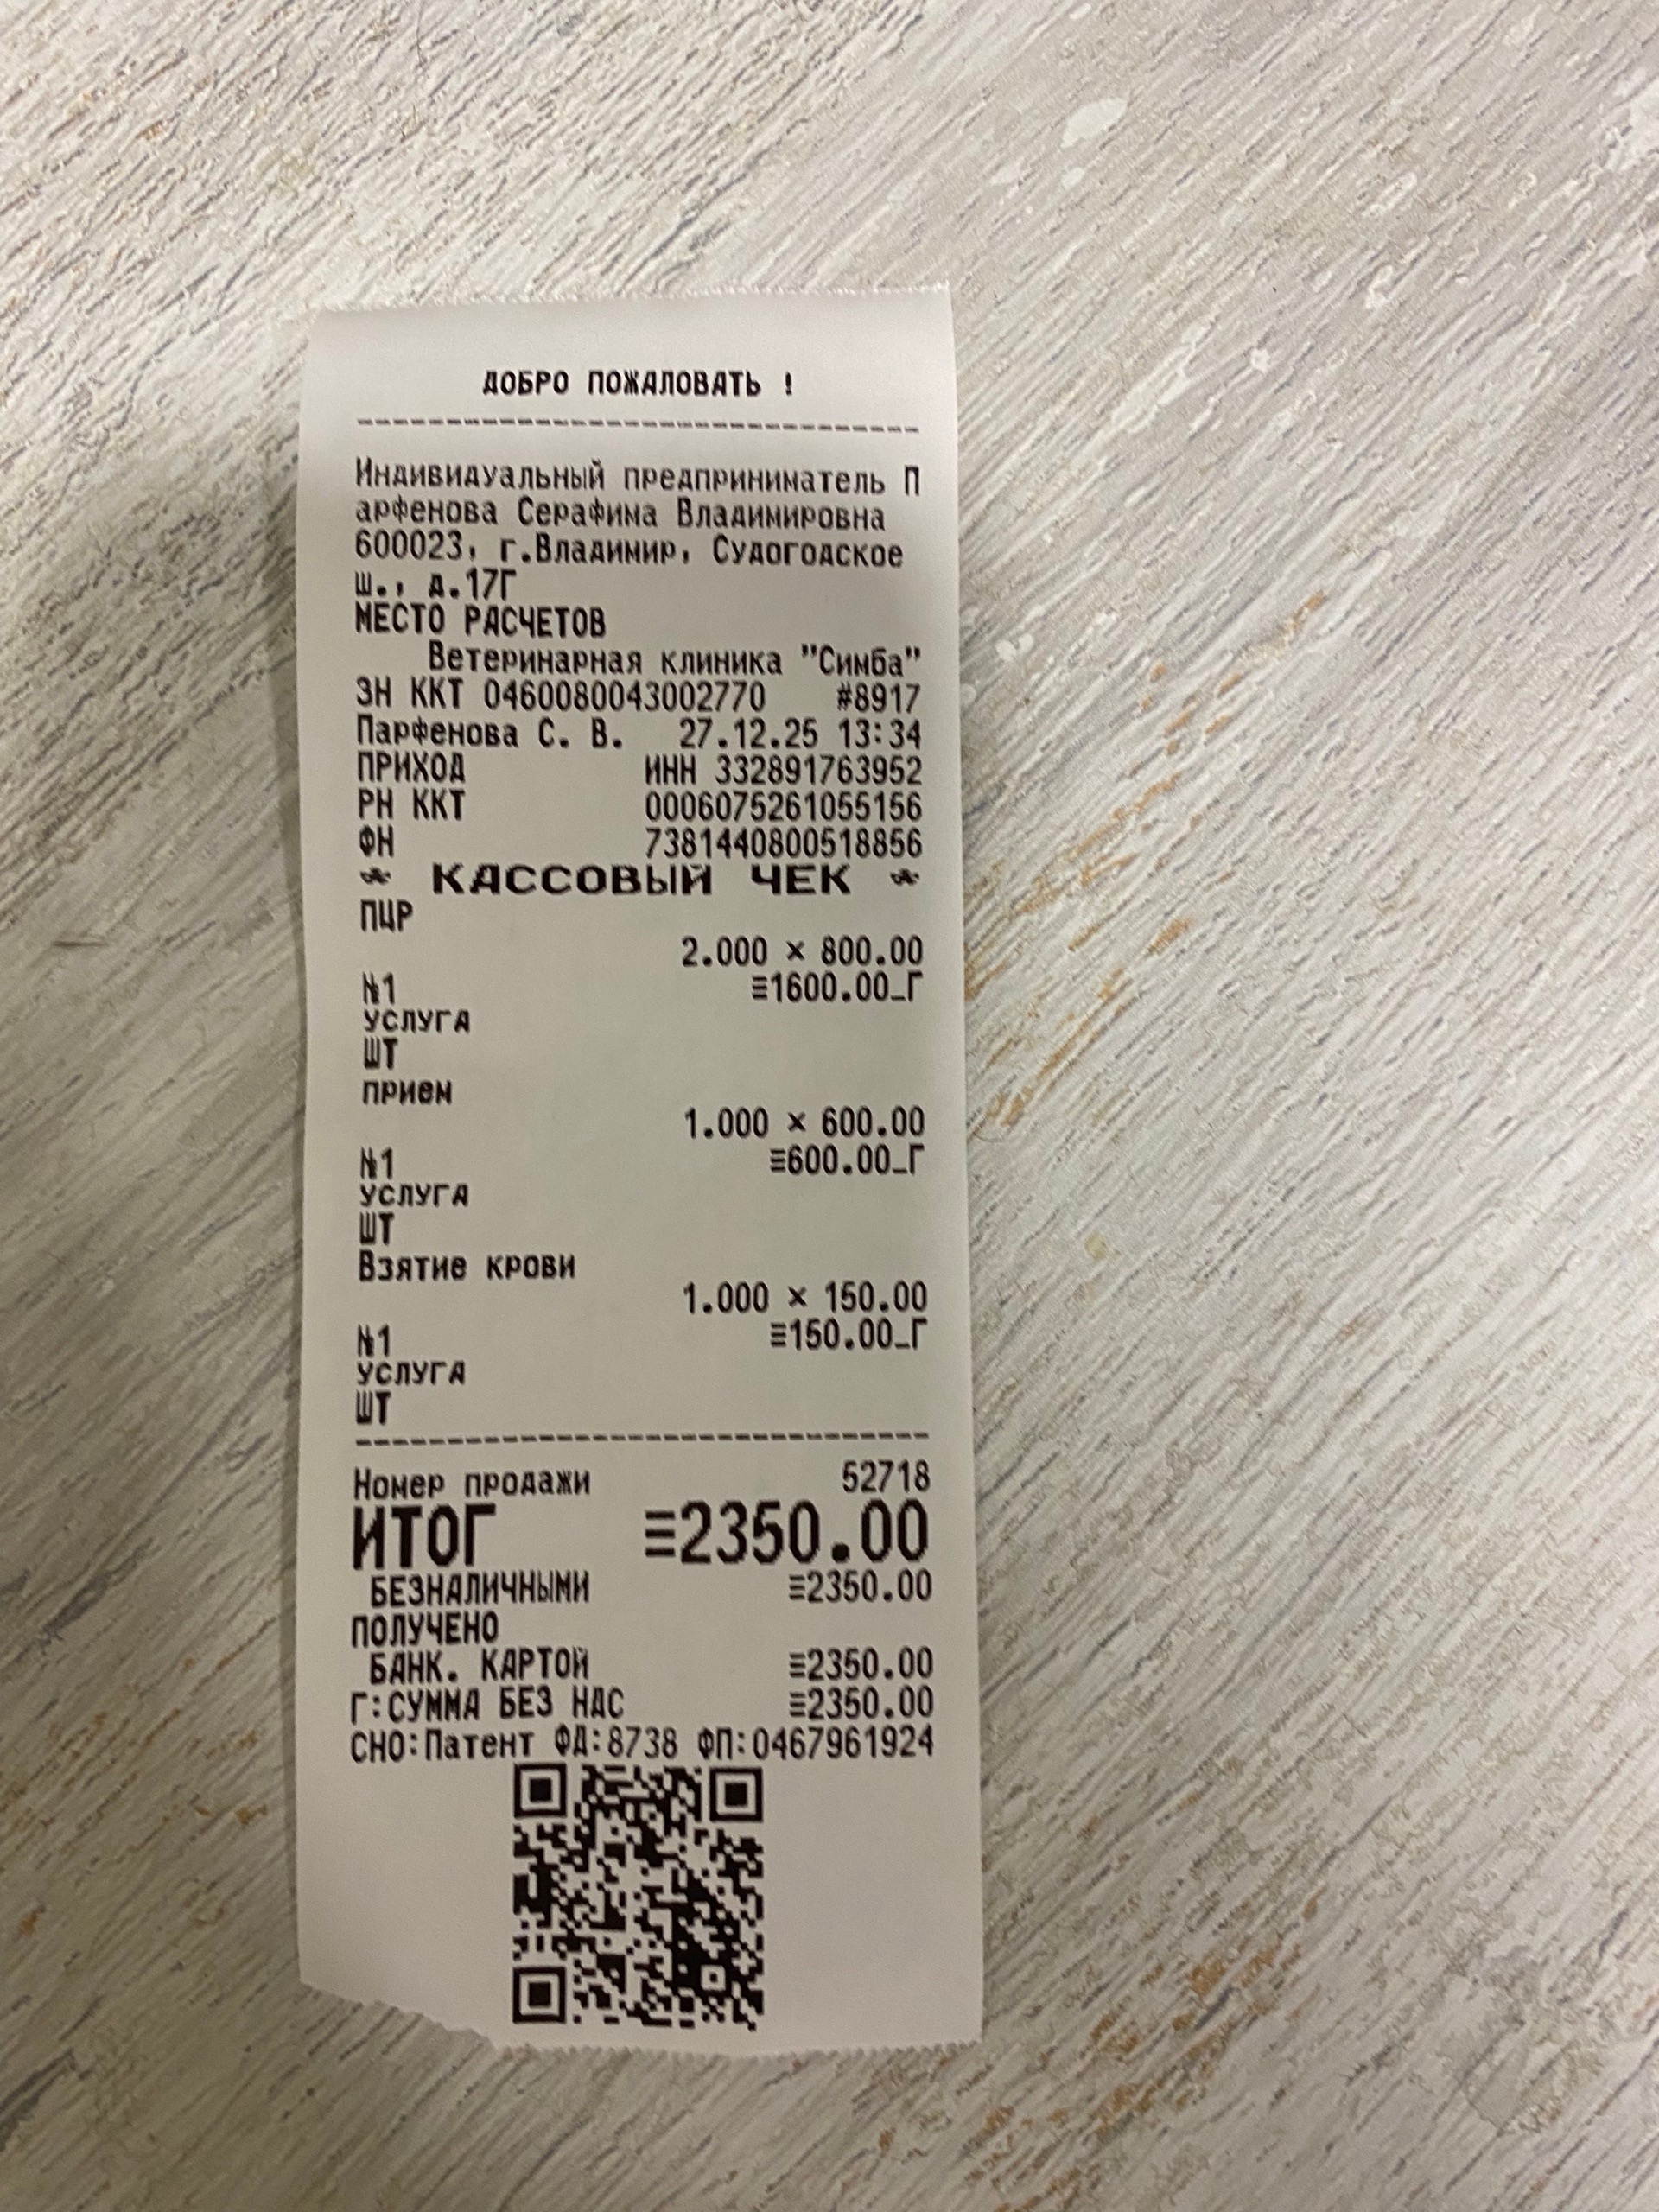 ДОБРО ПОЖАЛОВАТЬ !
Индивидуальный предприниматель П
арфенова Серафима Владимировна
600023, г.Владимир, Судогодское
ш., д.17Г
МЕСТО РАСЧЕТОВ
Ветеринарная клиника "Симба"
ЗН ККТ 0460080043002770 #8917
Парфенова С. В. 27.12.25 13:34
ПРИХОД ИНН 332891763952
РН ККТ 0006075261055156
ФН 7381440800518856
КАССОВЫЙ ЧЕК
ПЦР
2.000 × 800.00
№1 ≡1600.00_Г
УСЛУГА
ШТ
прием
1.000 × 600.00
№1 ≡600.00_Г
УСЛУГА
ШТ
Взятие крови
1.000 × 150.00
№1 ≡150.00_Г
УСЛУГА
ШТ
Номер продажи 52718
ИТОГ ≡2350.00
БЕЗНАЛИЧНЫМИ ≡2350.00
ПОЛУЧЕНО
БАНК. КАРТОЙ ≡2350.00
Г:СУММА БЕЗ НДС ≡2350.00
СНО:Патент ФД:8738 ФП:0467961924